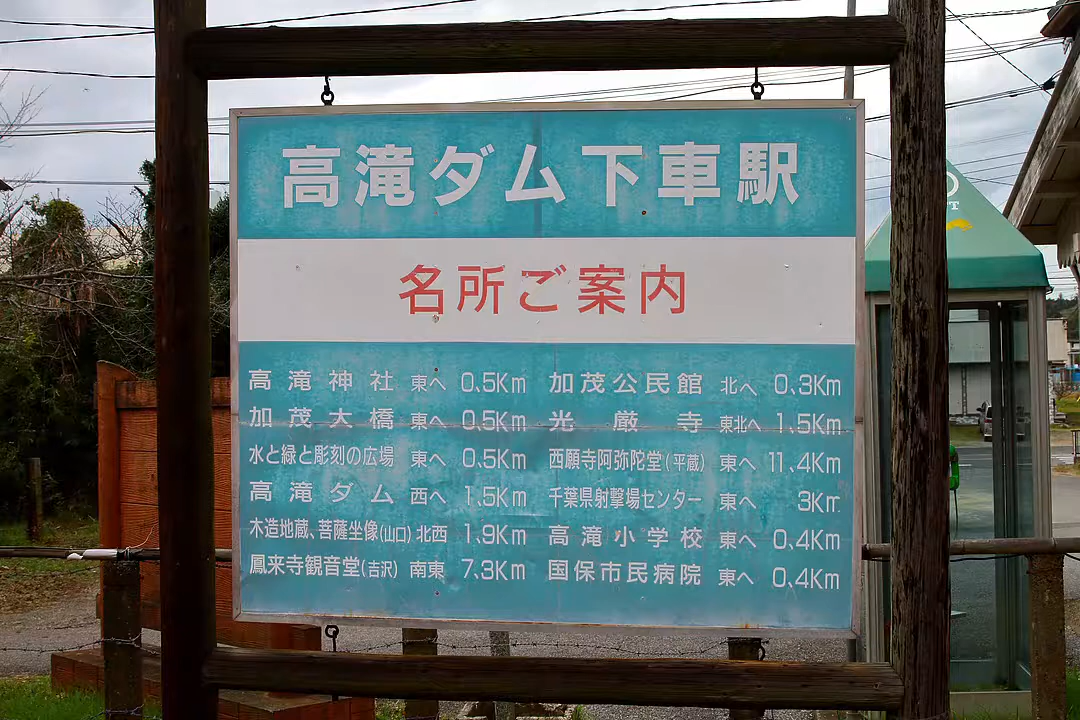 高滝ダム下車駅
名所ご案内
高滝神社 東へ 0.5Km
加茂大橋 東へ 0.5Km
水と緑と彫刻の広場 東へ 0.5Km
高滝ダム 西へ 1.5Km
木造地蔵、菩薩坐像(山口) 北西 1.9Km
鳳来寺観音堂(吉沢) 南東 7.3Km
加茂公民館 北へ 0.3Km
光厳寺 東北へ 1.5Km
西願寺阿弥陀堂(平蔵) 東へ 11.4Km
千葉県射撃場センター 東へ 3Km
高滝小学校 東へ 0.4Km
国保市民病院 東へ 0.4Km